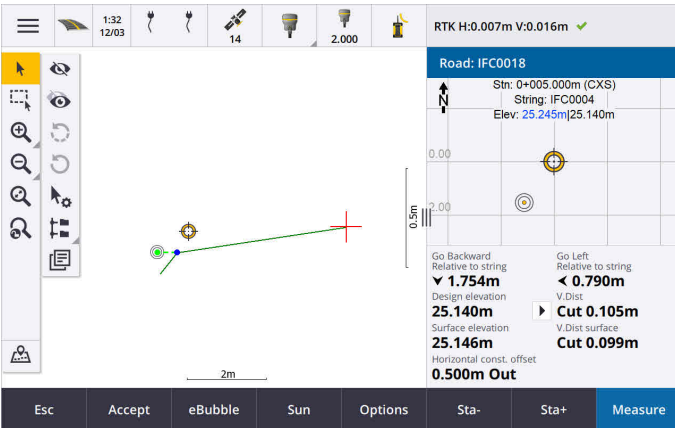 1:32
12/03
14
2.000
RTK H:0.007m V:0.016m
Road: IFC0018
Stn: 0+005.000m (CXS)
String: IFC0004
Elev: 25.245m|25.140m
N
0.00
2.00
0.5m
2m
Go Backward
Relative to string
1.754m
Go Left
Relative to string
0.790m
Design elevation
25.140m
V.Dist
Cut 0.105m
Surface elevation
25.146m
V.Dist surface
Cut 0.099m
Horizontal const. offset
0.500m Out
Esc
Accept
eBubble
Sun
Options
Sta-
Sta+
Measure